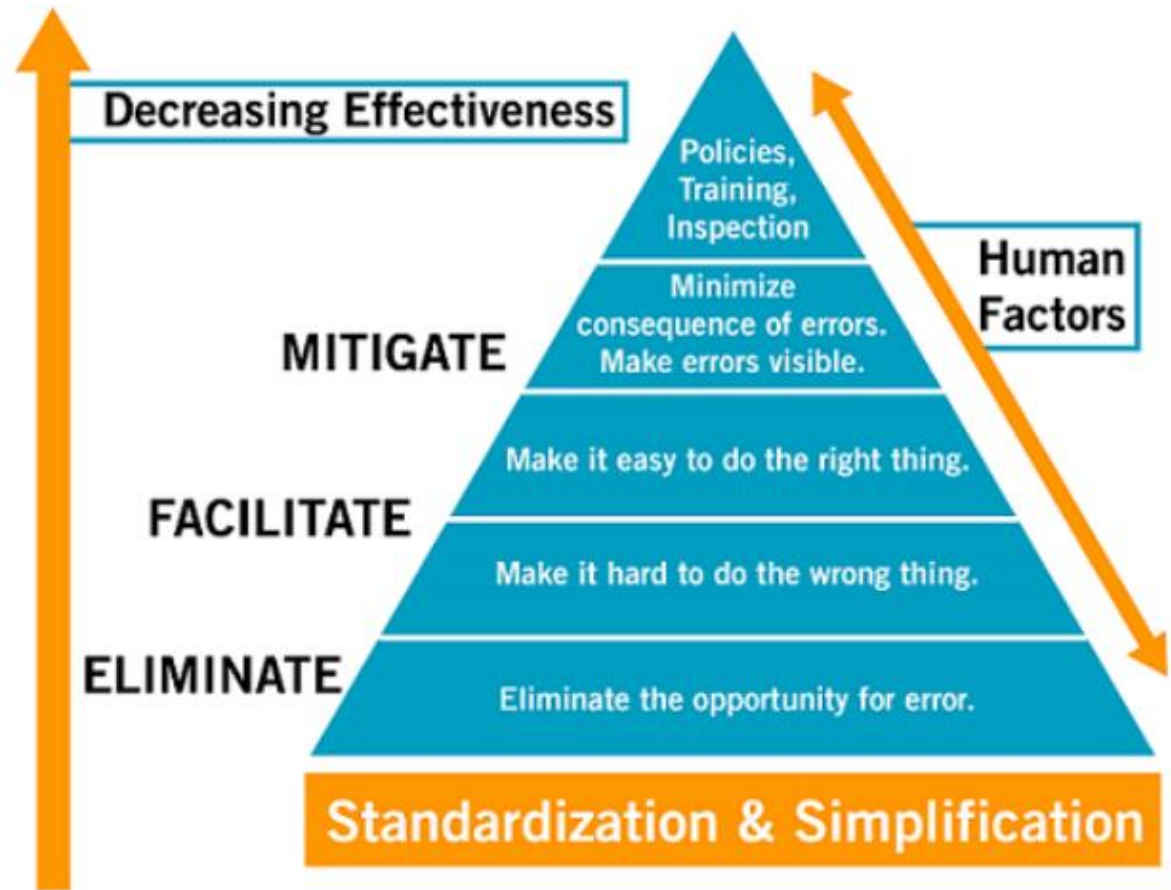 Decreasing Effectiveness
Policies,
Training,
Inspection
Human
Factors
Minimize
consequence of errors.
Make errors visible.
MITIGATE
Make it easy to do the right thing.
FACILITATE
Make it hard to do the wrong thing.
ELIMINATE
Eliminate the opportunity for error.
Standardization & Simplification